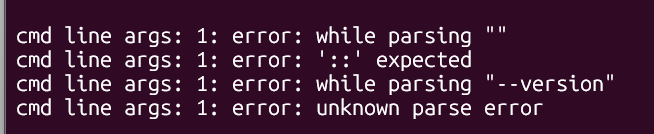 cmd line args: 1: error: while parsing ""
cmd line args: 1: error: '::' expected
cmd line args: 1: error: while parsing "--version"
cmd line args: 1: error: unknown parse error